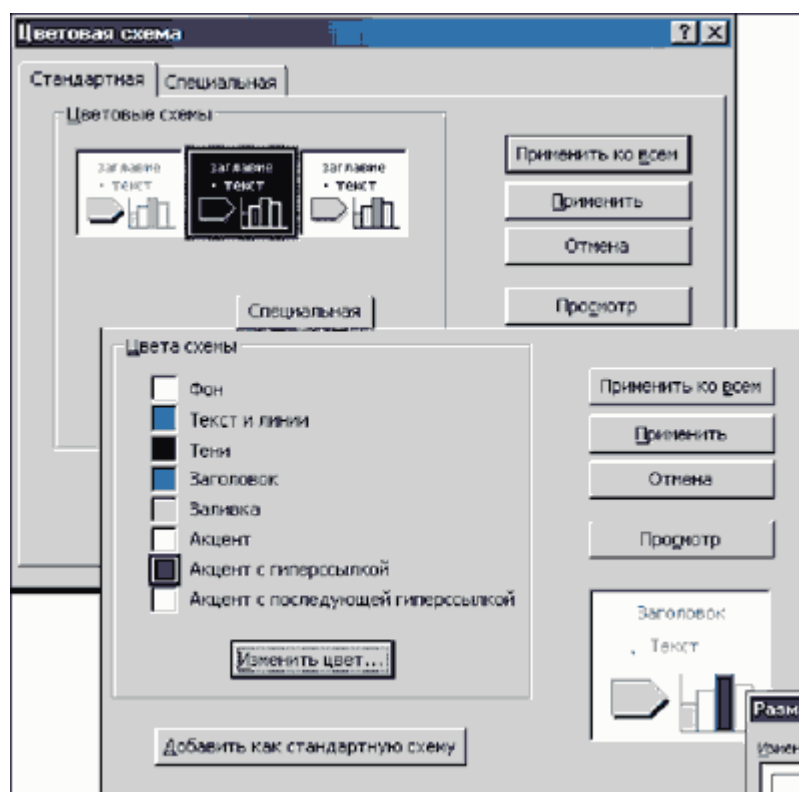 Цветовая схема
Стандартная Специальная
Цветовые схемы
заглавие заглавие заглавие
• текст • текст • текст
Применить ко всем
Применить
Отмена
Просмотр
Специальная
Цвета схемы
Фон
Текст и линии
Тени
Заголовок
Заливка
Акцент
Акцент с гиперссылкой
Акцент с последующей гиперссылкой
Изменить цвет...
Добавить как стандартную схему
Применить ко всем
Применить
Отмена
Просмотр
Заголовок
Текст
Разм
Измен